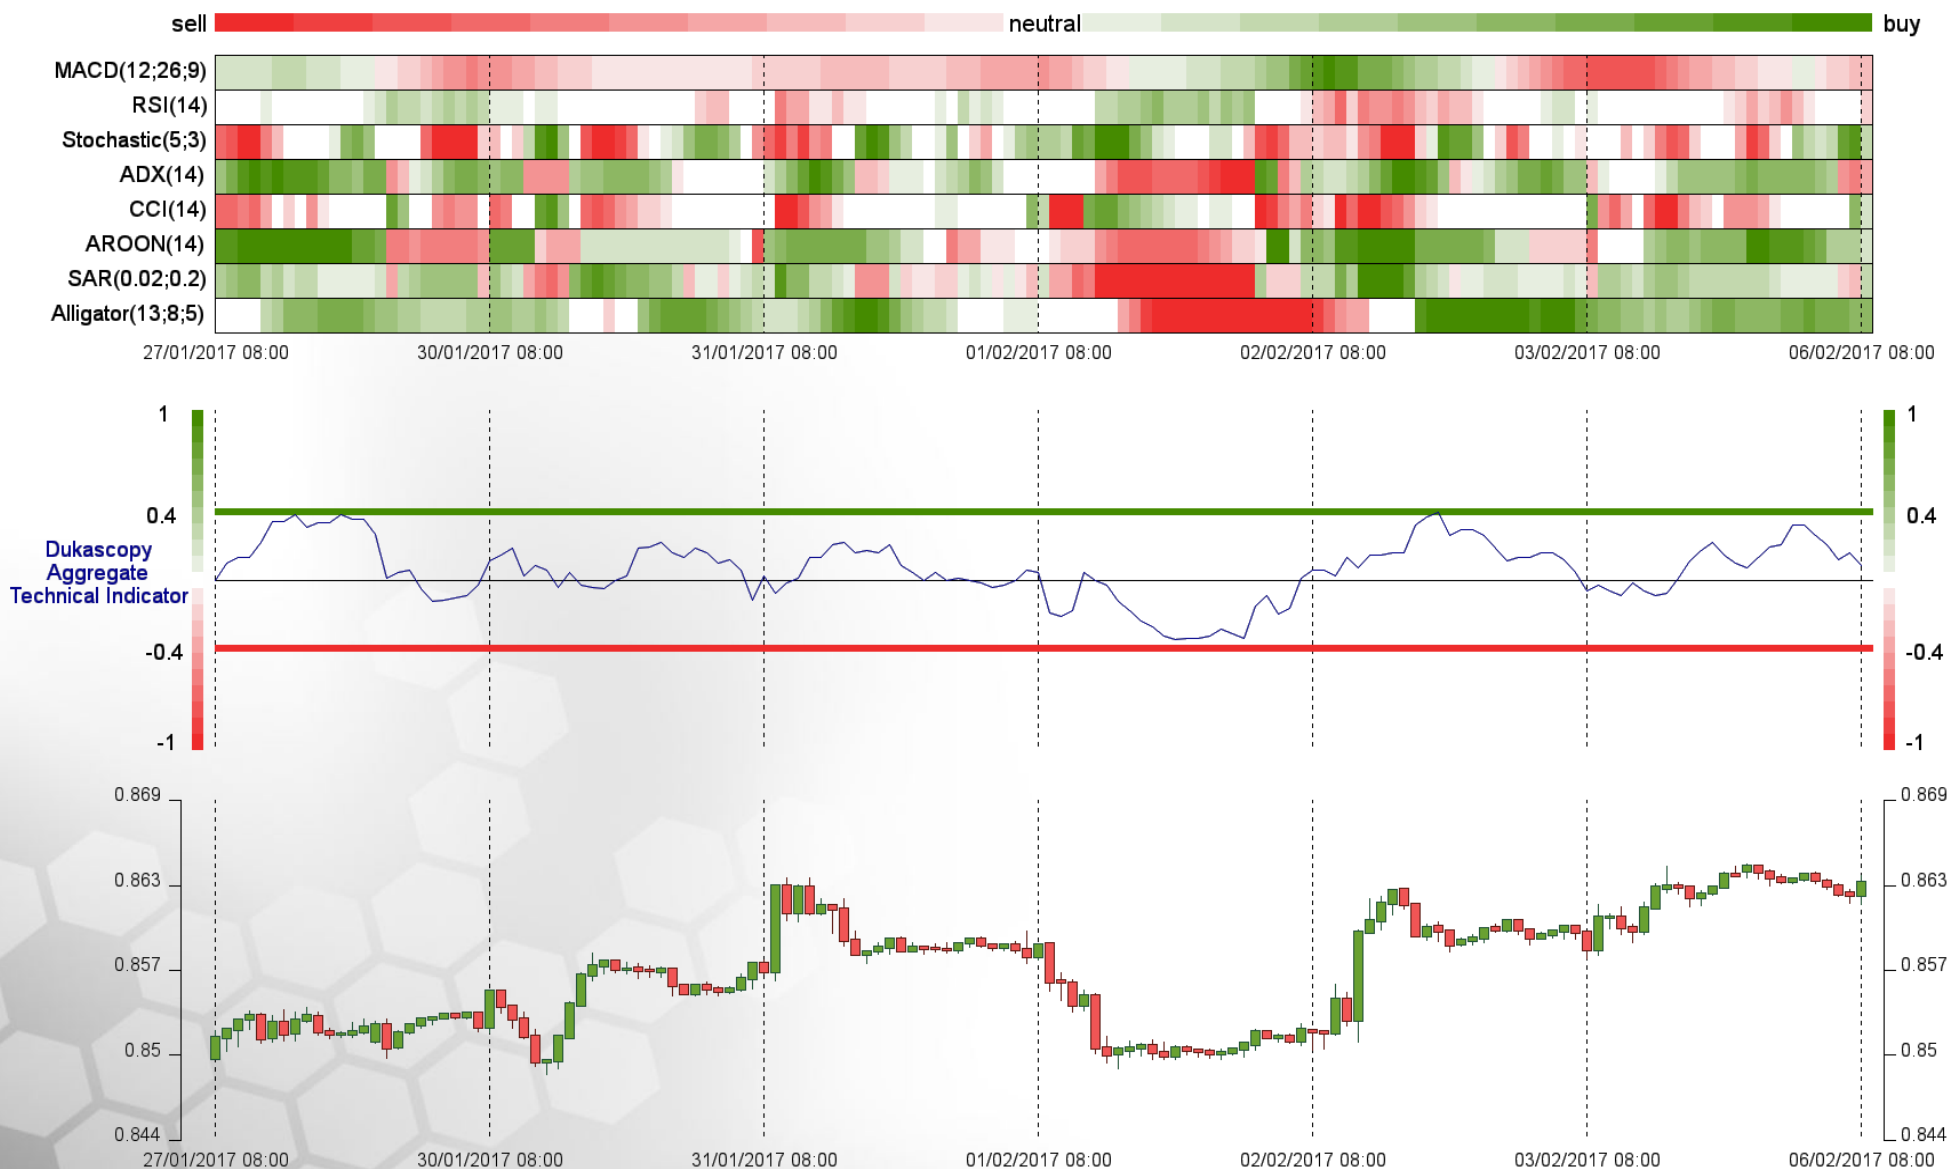 sell neutral buy
MACD(12;26;9)
RSI(14)
Stochastic(5;3)
ADX(14)
CCI(14)
AROON(14)
SAR(0.02;0.2)
Alligator(13;8;5)
27/01/2017 08:00 30/01/2017 08:00 31/01/2017 08:00 01/02/2017 08:00 02/02/2017 08:00 03/02/2017 08:00 06/02/2017 08:00
1 1
0.4 0.4
Dukascopy
Aggregate
Technical Indicator
-0.4 -0.4
-1 -1
0.869 0.869
0.863 0.863
0.857 0.857
0.85 0.85
0.844 0.844
27/01/2017 08:00 30/01/2017 08:00 31/01/2017 08:00 01/02/2017 08:00 02/02/2017 08:00 03/02/2017 08:00 06/02/2017 08:00